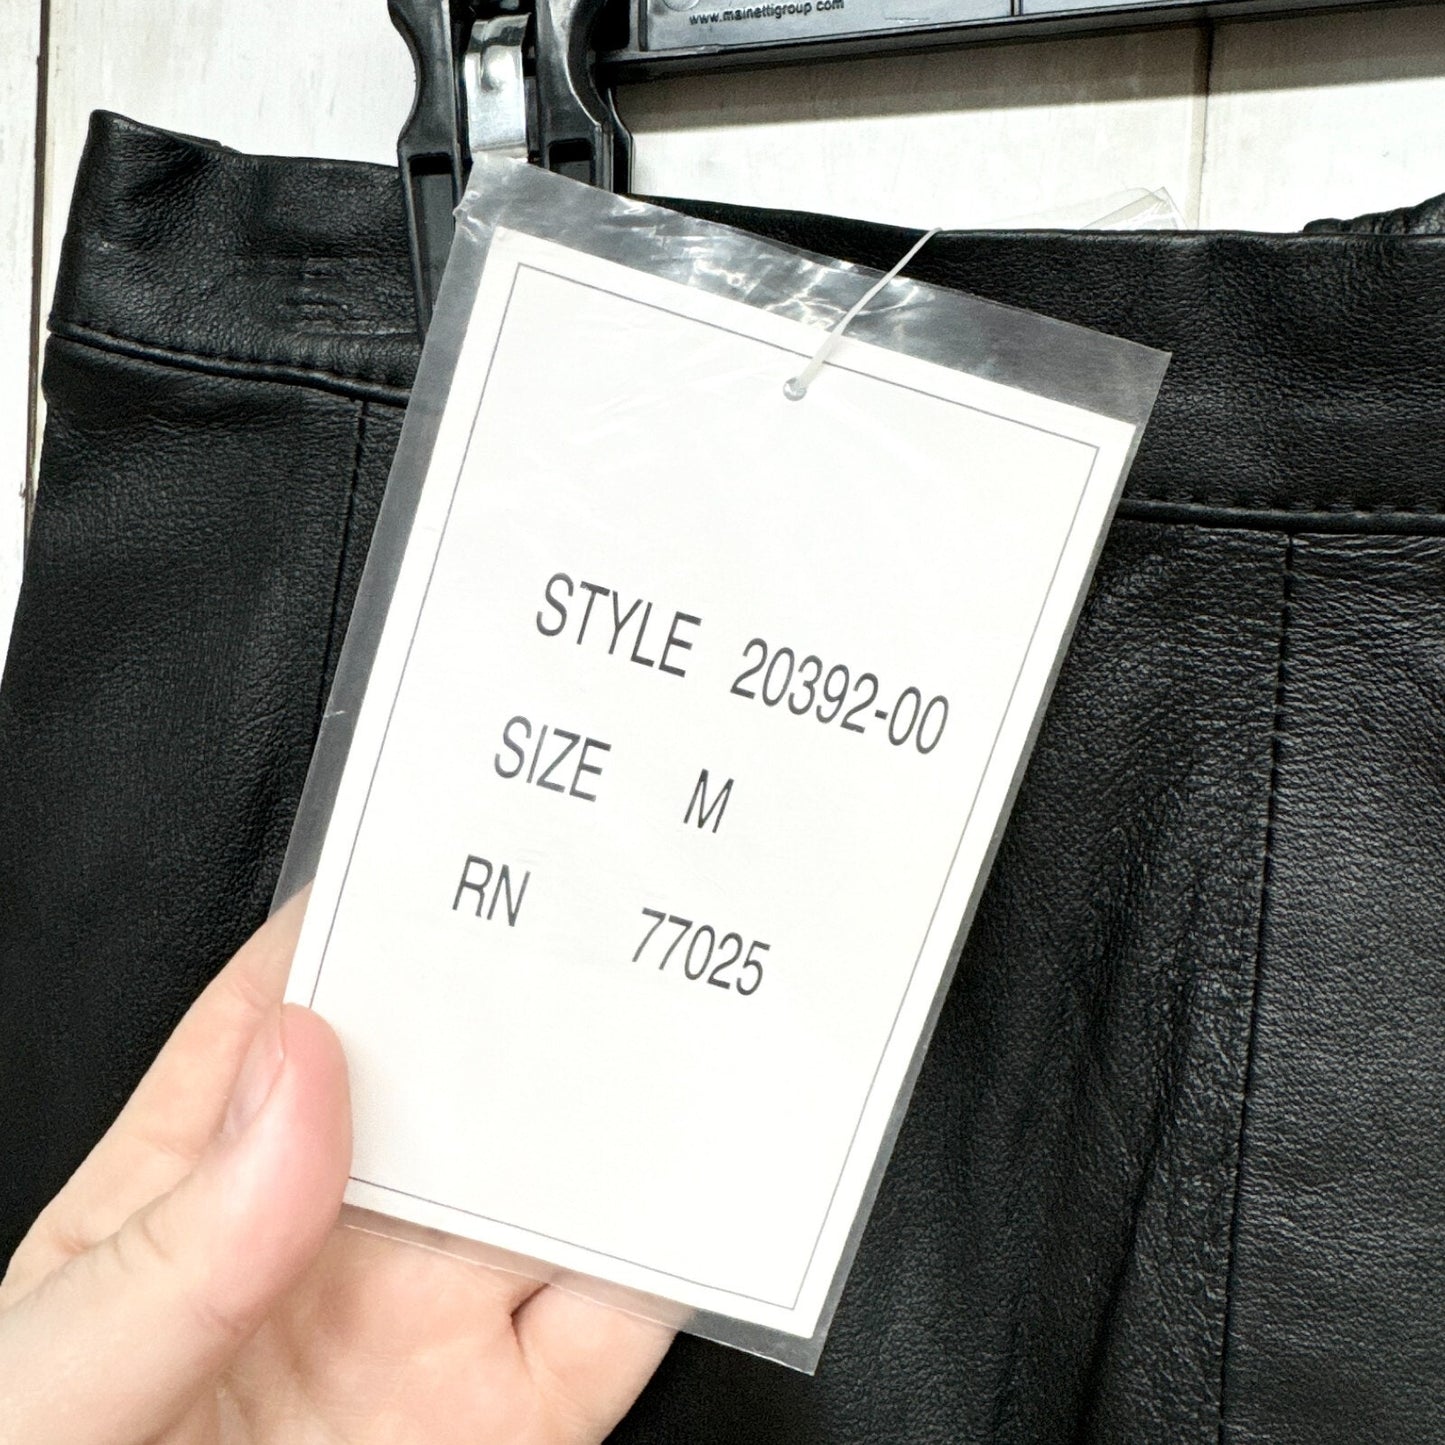 www.mainettigroup.com
STYLE 20392-00
SIZE M
RN 77025